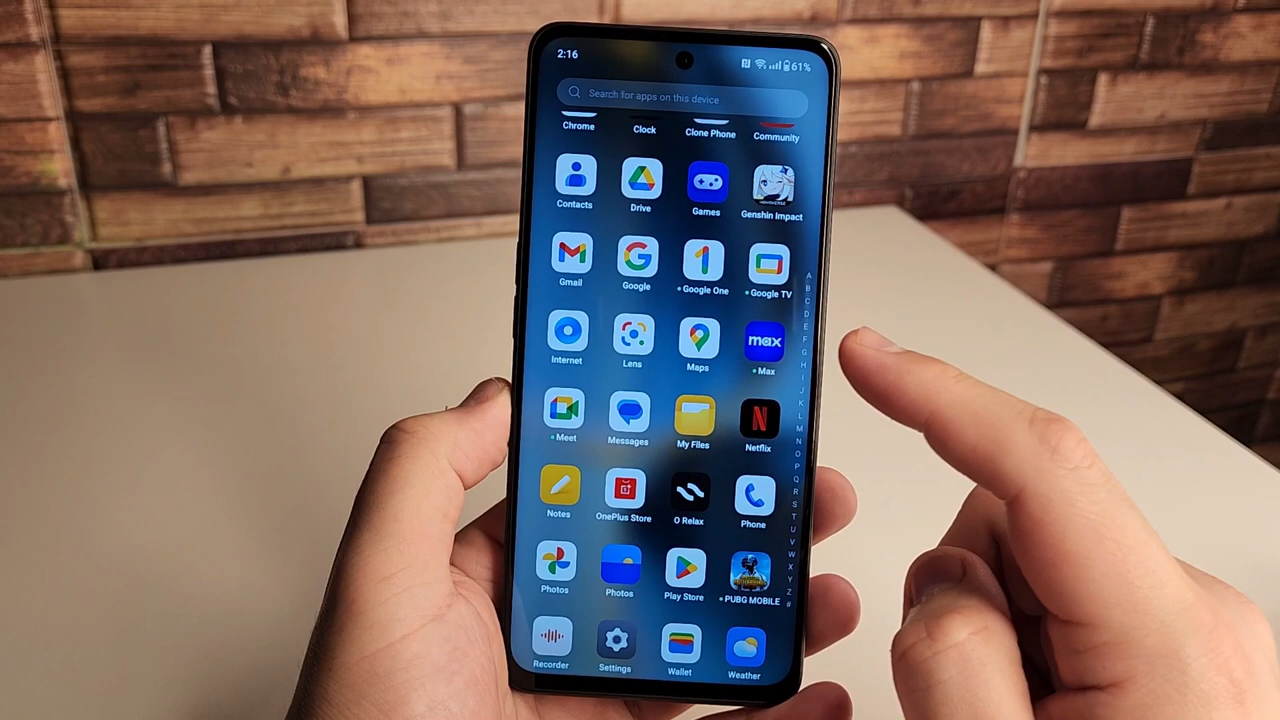 2:16
61%
Search for apps on this device
Chrome
Clock
Clone Phone
Community
Contacts
Drive
Games
Genshin Impact
Gmail
Google
Google One
Google TV
Internet
Lens
Maps
max
Max
Meet
Messages
My Files
Netflix
Notes
OnePlus Store
O Relax
Phone
Photos
Photos
Play Store
PUBG MOBILE
Recorder
Settings
Wallet
Weather
A
B
C
D
E
F
G
H
I
J
K
L
M
N
O
P
Q
R
S
T
U
V
W
X
Y
Z
#